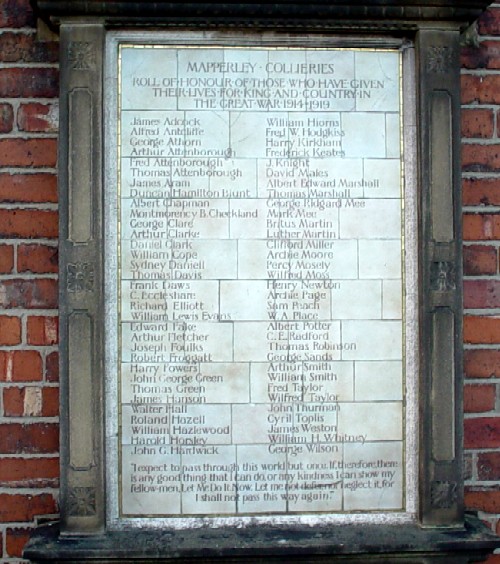 MAPPERLEY · COLLIERIES
ROLL·OF·HONOUR·OF·THOSE·WHO·HAVE·GIVEN
THEIR·LIVES·FOR·KING·AND·COUNTRY·IN
THE·GREAT·WAR·1914-1919
James Adcock
Alfred Antcliffe
George Athorn
Arthur Attenborough
Fred Attenborough
Thomas Attenborough
James Aram
Duncan Hamilton Blunt
Albert Chapman
Montmorency B. Checkland
George Clare
Arthur Clarke
Daniel Clark
William Cope
Sydney Daniell
Thomas Davis
Frank Daws
C. Eccleshare
Richard Elliott
William Lewis Evans
Edward Fake
Arthur Fletcher
Joseph Foulks
Robert Froggatt
Harry Fowers
John George Green
Thomas Green
James Hanson
Walter Hall
Roland Hazell
William Hazlewood
Harold Horsley
John G. Hardwick
William Hiorns
Fred W. Hodgkiss
Harry Kirkham
Frederick Keates
J. Knight
David Males
Albert Edward Marshall
Thomas Marshall
George Ridgard Mee
Mark Mee
Britus Martin
Luther Martin
Clifford Miller
Archie Moore
Percy Mosely
Wilfred Moss
Henry Newton
Archie Page
Sam Peach
W. A. Place
Albert Potter
C. E. Radford
Thomas Robinson
George Sands
Arthur Smith
William Smith
Fred Taylor
Wilfred Taylor
John Thurman
Cyril Toplis
James Weston
William H. Whitney
George Wilson
"I expect to pass through this world but once. If, therefore, there
is any good thing that I can do, or any kindness I can show my
fellow-men, Let Me Do It Now. Let me not defer nor neglect it, for
I shall not pass this way again."